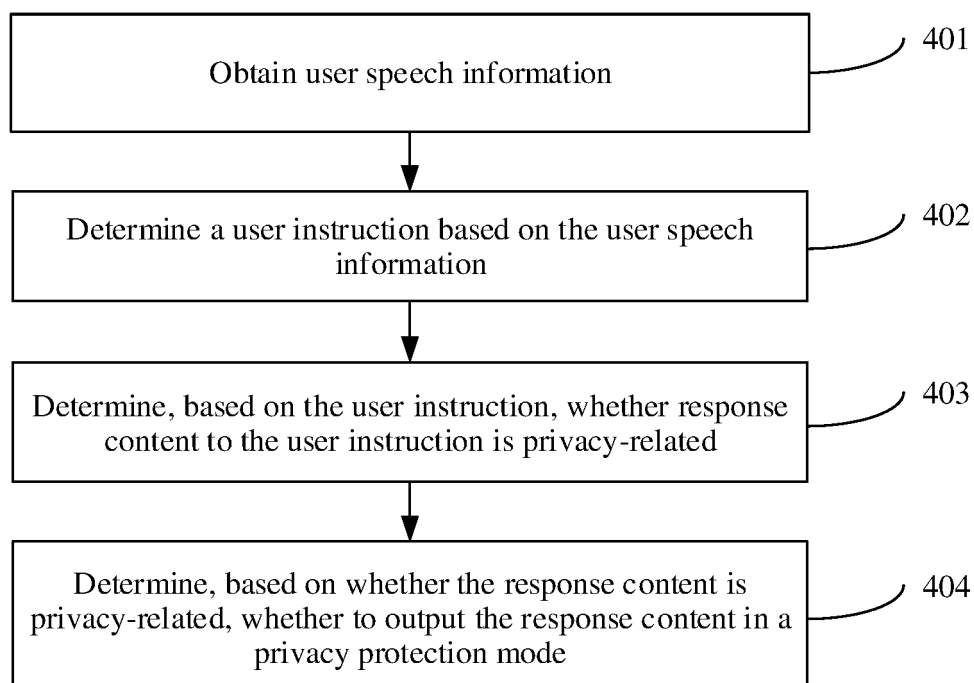 Obtain user speech information
401
Determine a user instruction based on the user speech
information
402
Determine, based on the user instruction, whether response
content to the user instruction is privacy-related
403
Determine, based on whether the response content is
privacy-related, whether to output the response content in a
privacy protection mode
404